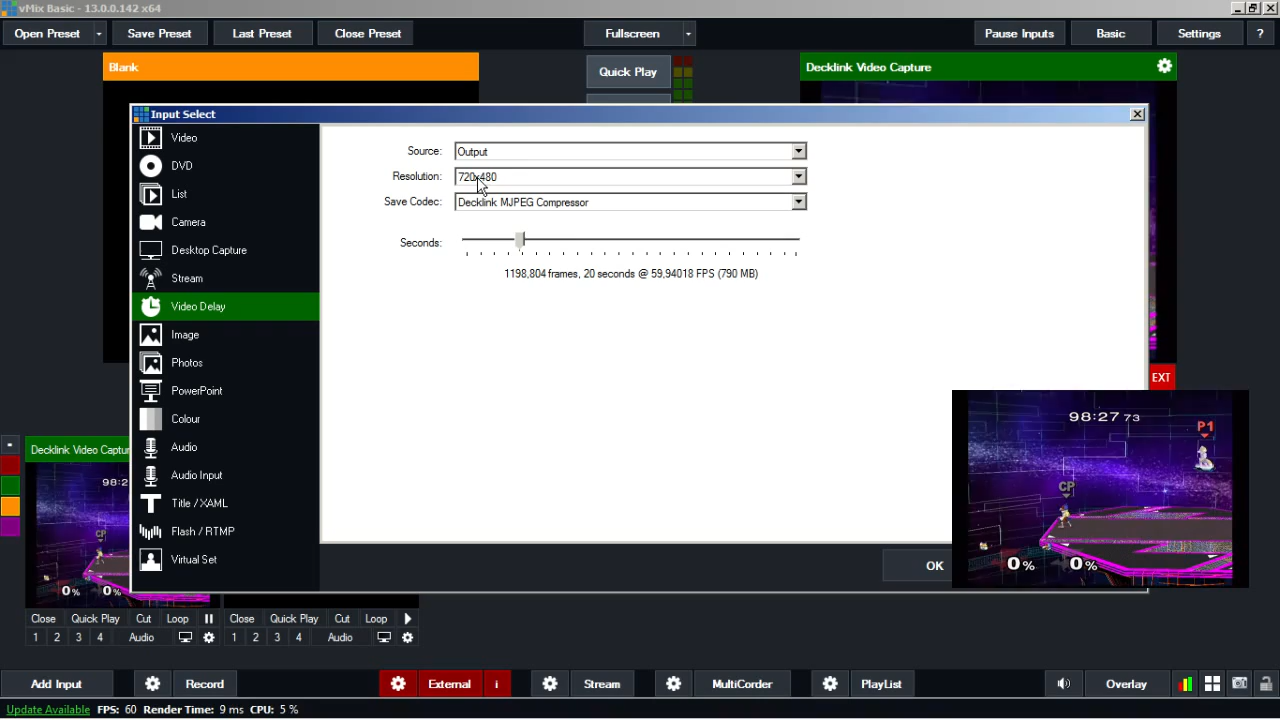 vMix Basic - 13.0.0.142 x64
Open Preset Save Preset Last Preset Close Preset Fullscreen Pause Inputs Basic Settings ?
Blank
Quick Play
Decklink Video Capture
Input Select
Video
DVD
List
Camera
Desktop Capture
Stream
Video Delay
Image
Photos
PowerPoint
Colour
Audio
Audio Input
Title / XAML
Flash / RTMP
Virtual Set
Source: Output
Resolution: 720x480
Save Codec: Decklink MJPEG Compressor
Seconds:
1198,804 frames, 20 seconds @ 59,94018 FPS (790 MB)
OK
EXT
98:27 73
P1
CP
0% 0%
Decklink Video Captur
98:2
CP
0% 0%
Close Quick Play Cut Loop Close Quick Play Cut Loop
1 2 3 4 Audio 1 2 3 4 Audio
Add Input Record External i Stream MultiCorder PlayList Overlay
Update Available FPS: 60 Render Time: 9 ms CPU: 5 %